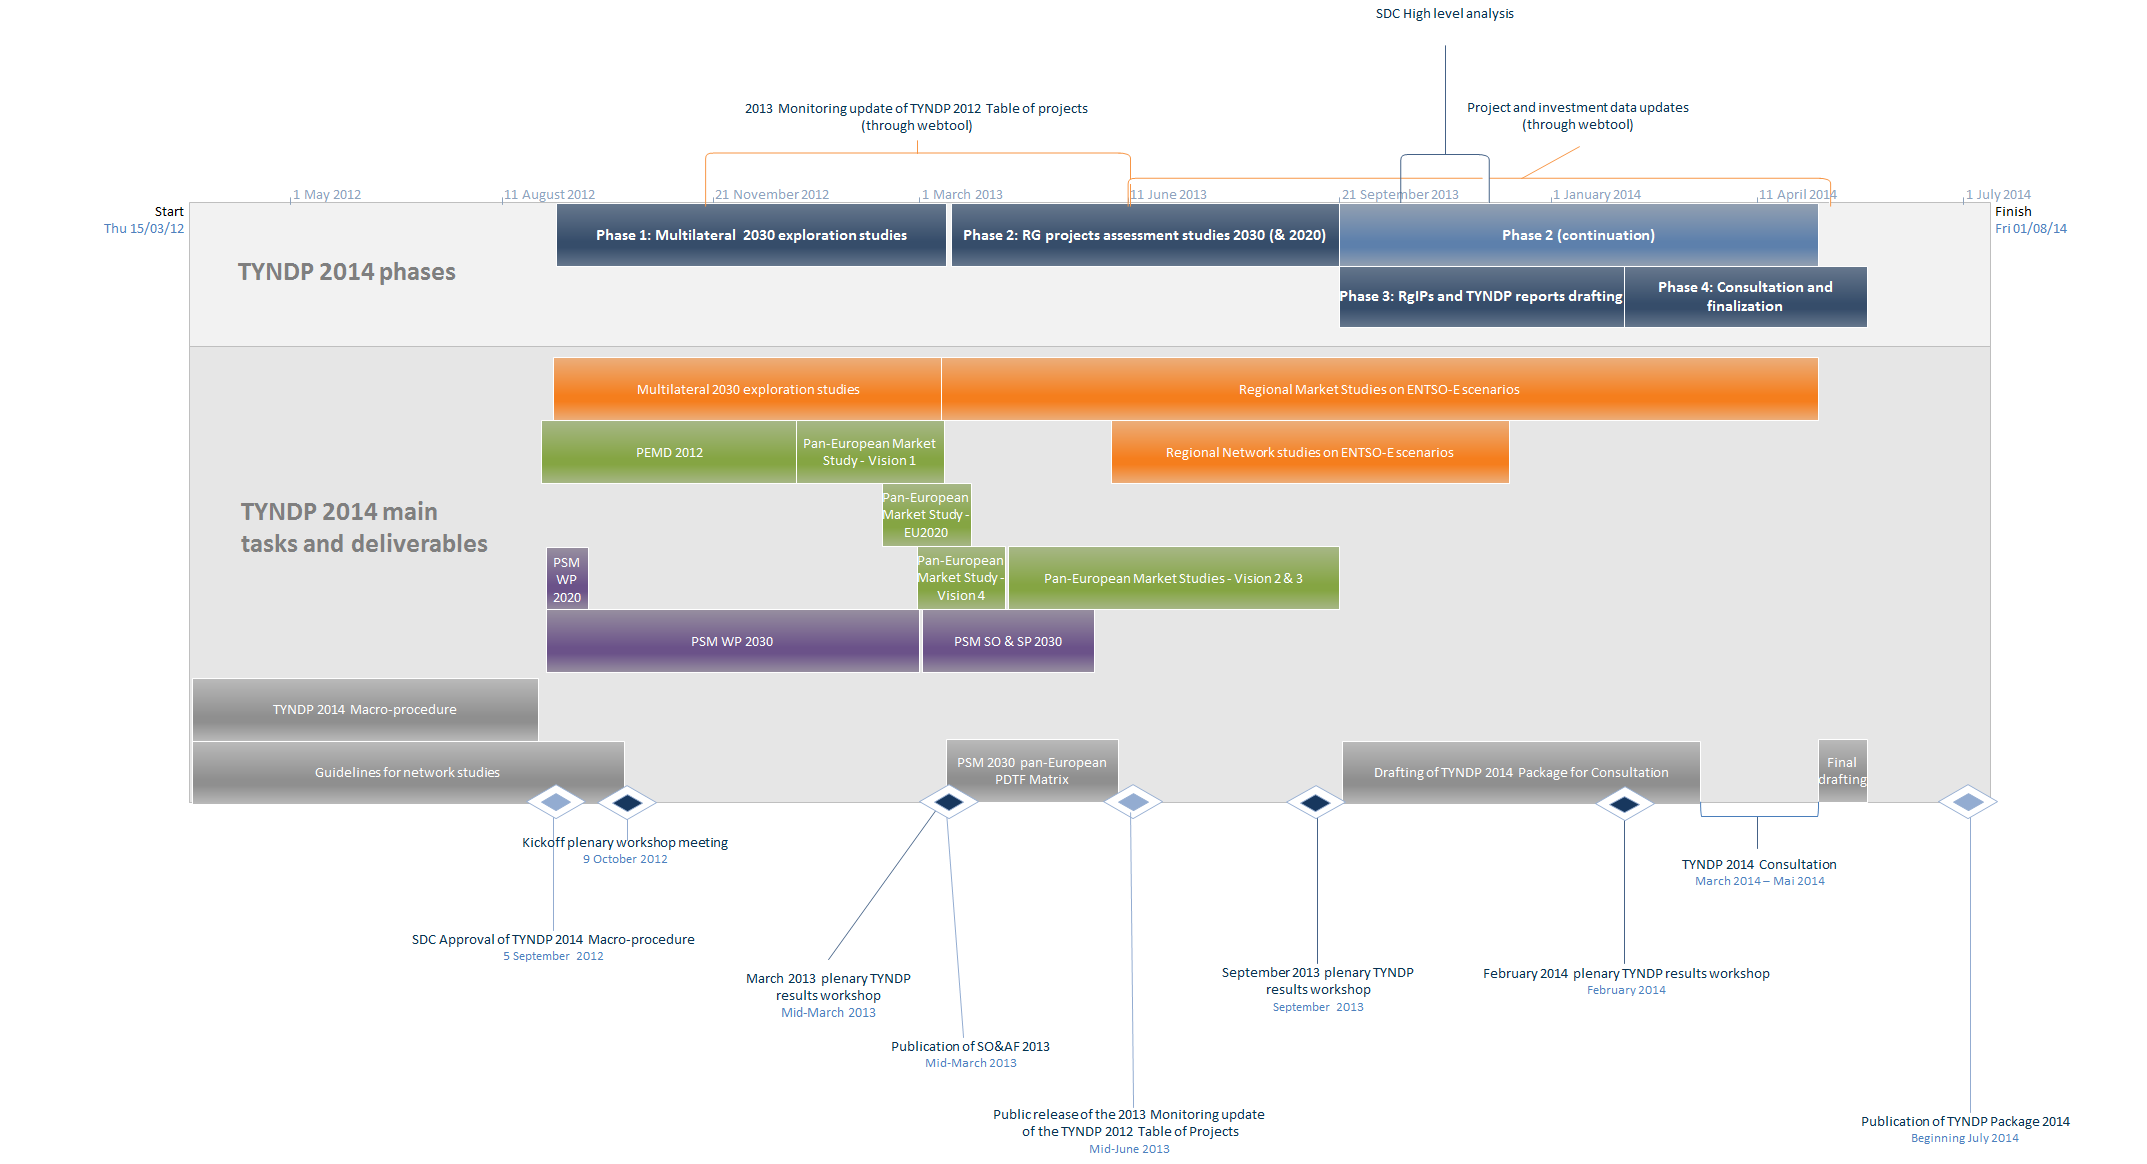 SDC High level analysis
2013 Monitoring update of TYNDP 2012 Table of projects
(through webtool)
Project and investment data updates
(through webtool)
1 May 2012
11 August 2012
21 November 2012
1 March 2013
11 June 2013
21 September 2013
1 January 2014
11 April 2014
1 July 2014
Start
Thu 15/03/12
Finish
Fri 01/08/14
TYNDP 2014 phases
Phase 1: Multilateral 2030 exploration studies
Phase 2: RG projects assessment studies 2030 (& 2020)
Phase 2 (continuation)
Phase 3: RgIPs and TYNDP reports drafting
Phase 4: Consultation and
finalization
TYNDP 2014 main
tasks and deliverables
Multilateral 2030 exploration studies
Regional Market Studies on ENTSO-E scenarios
PEMD 2012
Pan-European Market
Study - Vision 1
Regional Network studies on ENTSO-E scenarios
Pan-European
Market Study -
EU2020
PSM
WP
2020
Pan-European
Market Study -
Vision 4
Pan-European Market Studies - Vision 2 & 3
PSM WP 2030
PSM SO & SP 2030
TYNDP 2014 Macro-procedure
Guidelines for network studies
PSM 2030 pan-European
PDTF Matrix
Drafting of TYNDP 2014 Package for Consultation
Final
drafting
Kickoff plenary workshop meeting
9 October 2012
TYNDP 2014 Consultation
March 2014 – Mai 2014
SDC Approval of TYNDP 2014 Macro-procedure
5 September 2012
March 2013 plenary TYNDP
results workshop
Mid-March 2013
September 2013 plenary TYNDP
results workshop
September 2013
February 2014 plenary TYNDP results workshop
February 2014
Publication of SO&AF 2013
Mid-March 2013
Public release of the 2013 Monitoring update
of the TYNDP 2012 Table of Projects
Mid-June 2013
Publication of TYNDP Package 2014
Beginning July 2014